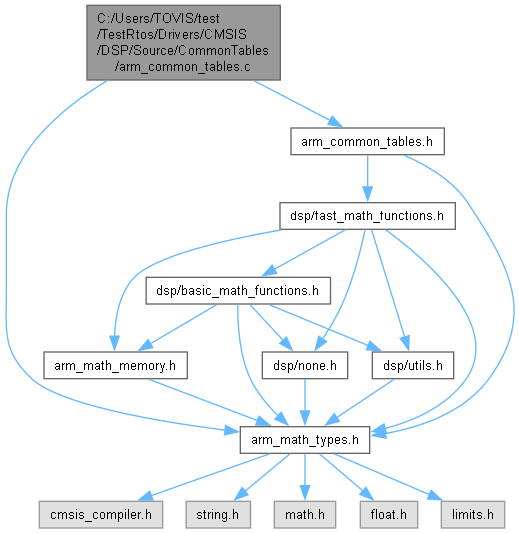 C:/Users/TOVIS/test
/TestRtos/Drivers/CMSIS
/DSP/Source/CommonTables
/arm_common_tables.c
arm_common_tables.h
dsp/fast_math_functions.h
dsp/basic_math_functions.h
arm_math_memory.h
dsp/none.h
dsp/utils.h
arm_math_types.h
cmsis_compiler.h
string.h
math.h
float.h
limits.h